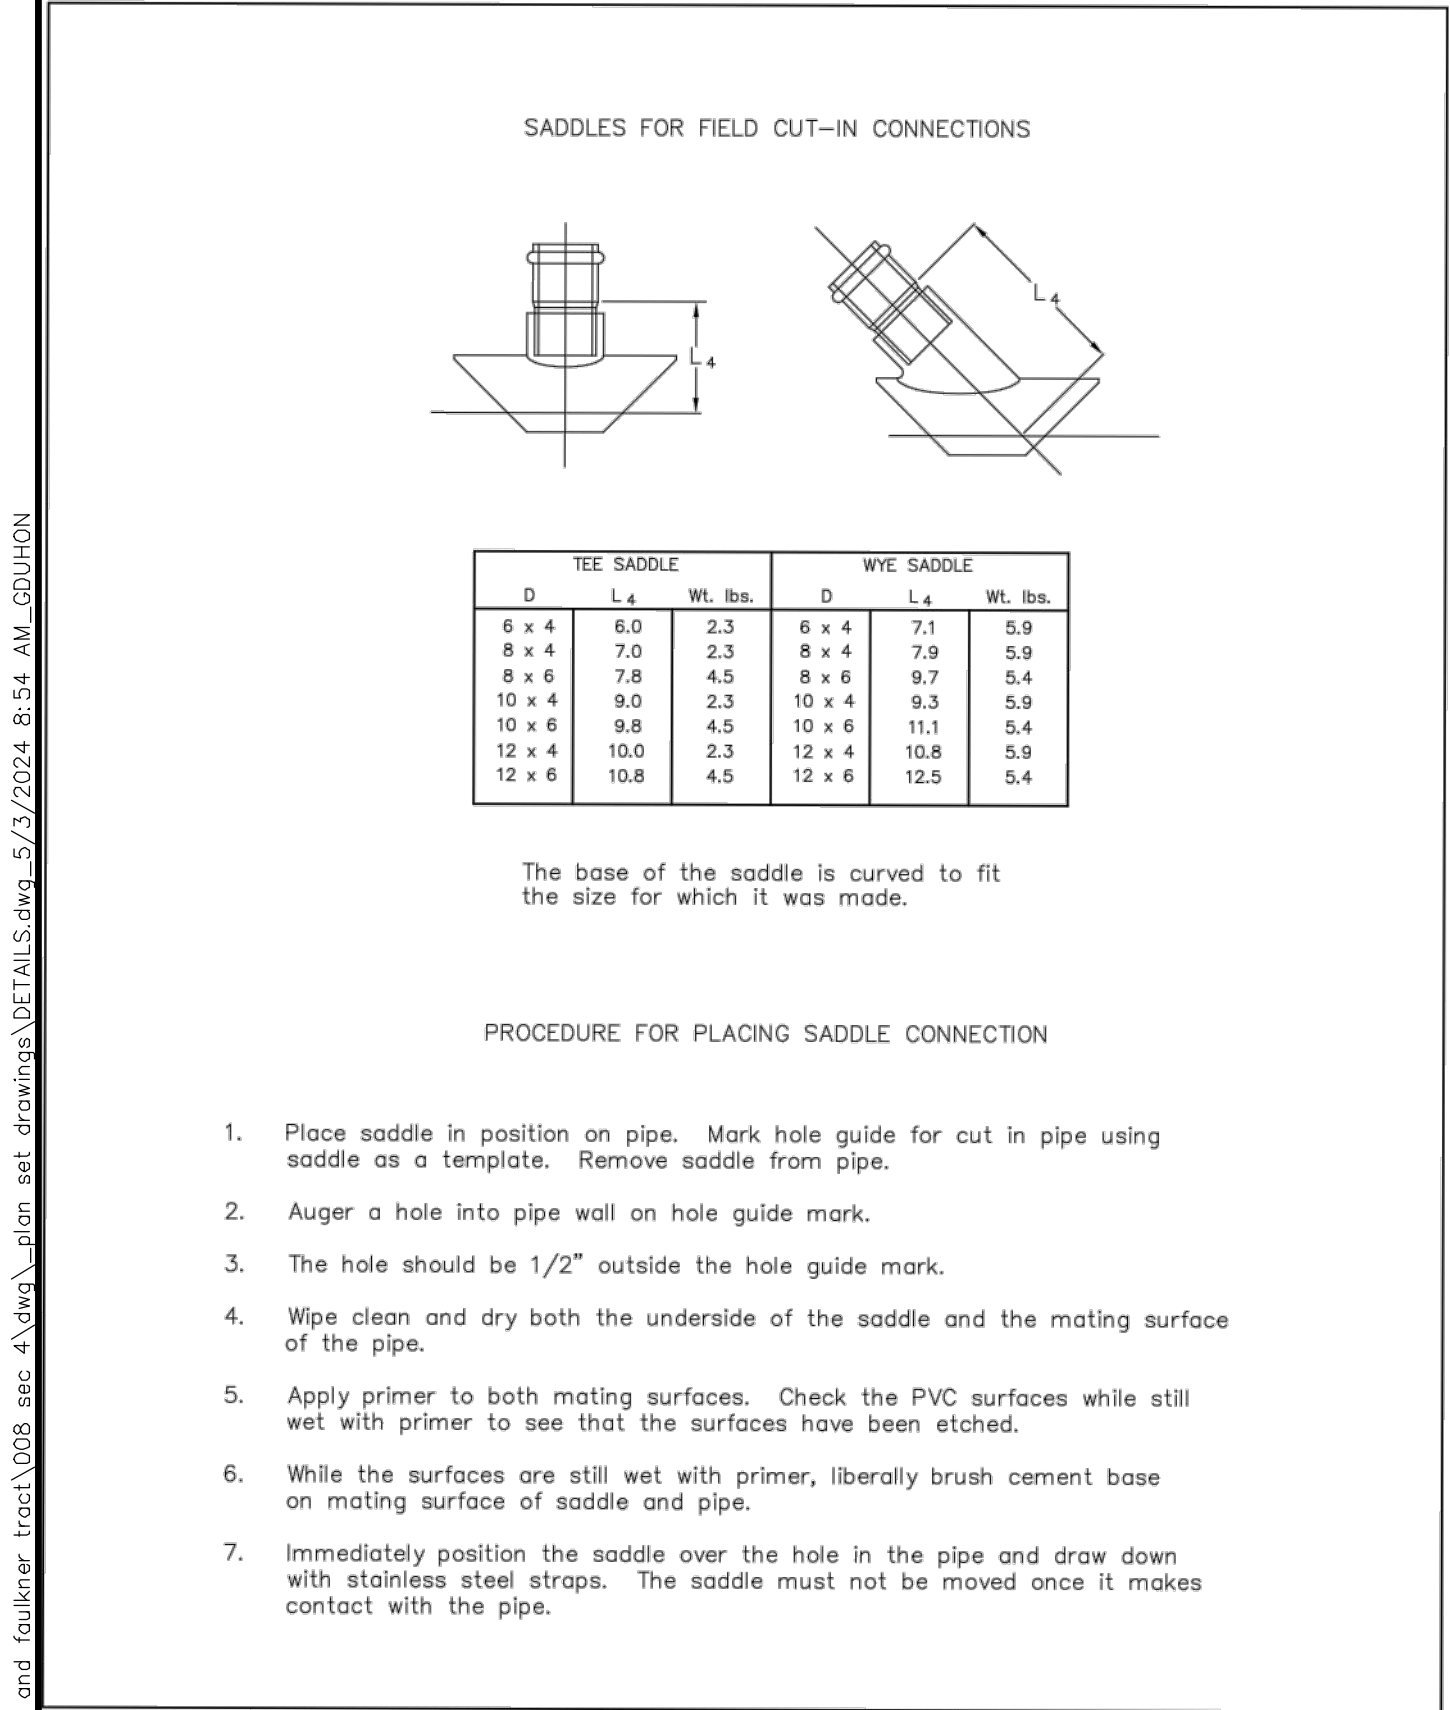 SADDLES FOR FIELD CUT-IN CONNECTIONS
L4
L4
TEE SADDLE WYE SADDLE
D L4 Wt. lbs. D L4 Wt. lbs.
6 x 4 6.0 2.3 6 x 4 7.1 5.9
8 x 4 7.0 2.3 8 x 4 7.9 5.9
8 x 6 7.8 4.5 8 x 6 9.7 5.4
10 x 4 9.0 2.3 10 x 4 9.3 5.9
10 x 6 9.8 4.5 10 x 6 11.1 5.4
12 x 4 10.0 2.3 12 x 4 10.8 5.9
12 x 6 10.8 4.5 12 x 6 12.5 5.4
The base of the saddle is curved to fit
the size for which it was made.
PROCEDURE FOR PLACING SADDLE CONNECTION
1. Place saddle in position on pipe. Mark hole guide for cut in pipe using
saddle as a template. Remove saddle from pipe.
2. Auger a hole into pipe wall on hole guide mark.
3. The hole should be 1/2" outside the hole guide mark.
4. Wipe clean and dry both the underside of the saddle and the mating surface
of the pipe.
5. Apply primer to both mating surfaces. Check the PVC surfaces while still
wet with primer to see that the surfaces have been etched.
6. While the surfaces are still wet with primer, liberally brush cement base
on mating surface of saddle and pipe.
7. Immediately position the saddle over the hole in the pipe and draw down
with stainless steel straps. The saddle must not be moved once it makes
contact with the pipe.
and faulkner tract\008 sec 4\dwg\_plan set drawings\DETAILS.dwg_5/3/2024 8:54 AM_GDUHON